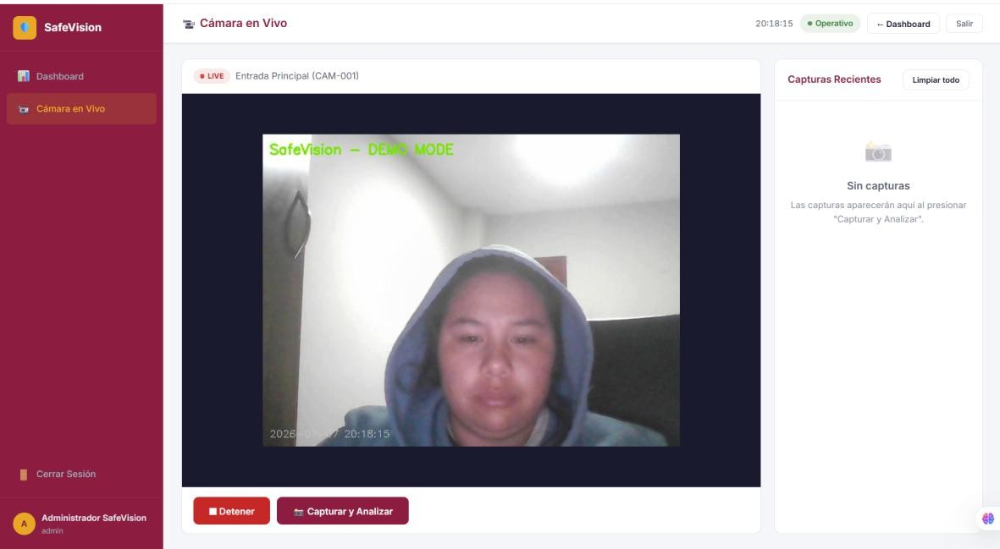 SafeVision
Dashboard
Cámara en Vivo
Cerrar Sesión
A
Administrador SafeVision
admin
Cámara en Vivo
20:18:15
Operativo
← Dashboard
Salir
LIVE
Entrada Principal (CAM-001)
SafeVision - DEMO MODE
20:18:15
Detener
Capturar y Analizar
Capturas Recientes
Limpiar todo
Sin capturas
Las capturas aparecerán aquí al presionar
"Capturar y Analizar".